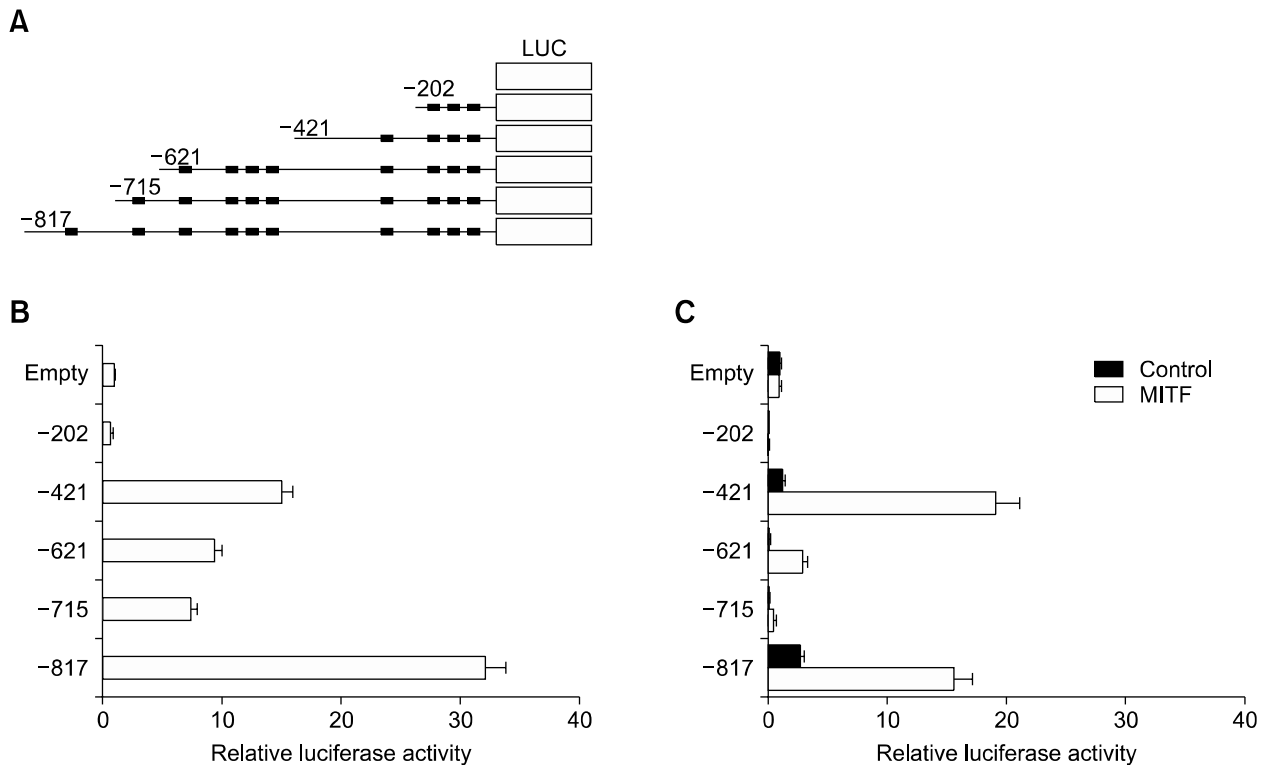 A
LUC
−202
−421
−621
−715
−817
B
Empty
−202
−421
−621
−715
−817
0 10 20 30 40
Relative luciferase activity
C
Control
MITF
Empty
−202
−421
−621
−715
−817
0 10 20 30 40
Relative luciferase activity